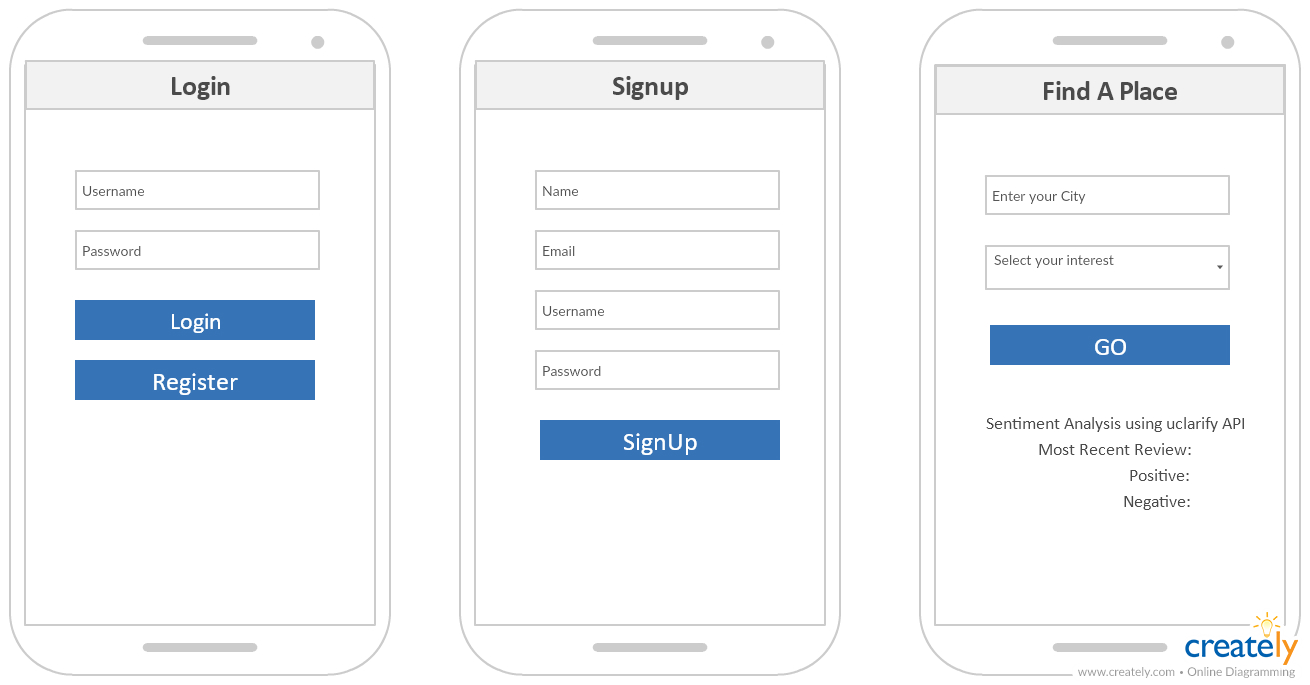 Login
Username
Password
Login
Register
Signup
Name
Email
Username
Password
SignUp
Find A Place
Enter your City
Select your interest
GO
Sentiment Analysis using uclarify API
Most Recent Review:
Positive:
Negative:
creately
www.creately.com • Online Diagramming